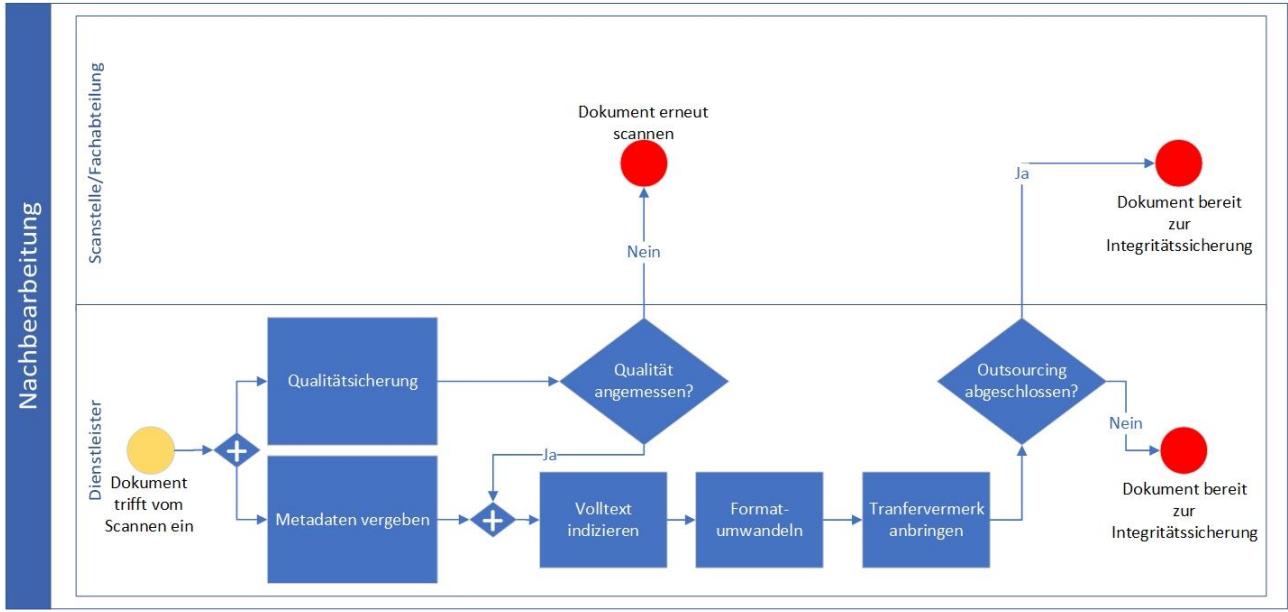 Nachbearbeitung
Scanstelle/Fachabteilung
Dokument erneut
scannen
Nein
Ja
Dokument bereit
zur
Integritätssicherung
Dienstleister
Dokument
trifft vom
Scannen ein
Qualitätsicherung
Metadaten vergeben
Qualität
angemessen?
Ja
Volltext
indizieren
Format-
umwandeln
Tranfervermerk
anbringen
Outsourcing
abgeschlossen?
Nein
Dokument bereit
zur
Integritätssicherung